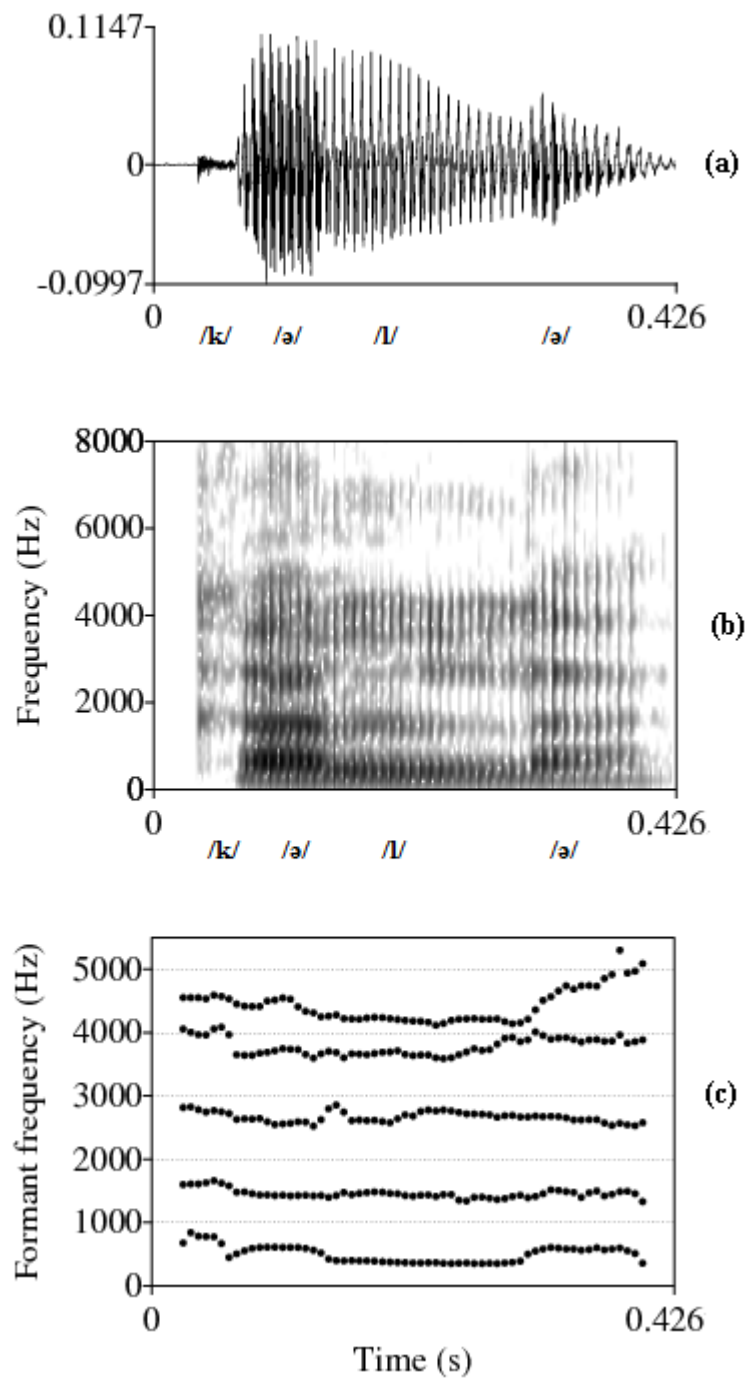 0.1147
0
(a)
-0.0997
0 0.426
/k/ /ə/ /l/ /ə/
8000
6000
4000
2000
0
Frequency (Hz)
(b)
0 0.426
/k/ /ə/ /l/ /ə/
5000
4000
3000
2000
1000
0
Formant frequency (Hz)
(c)
0 0.426
Time (s)